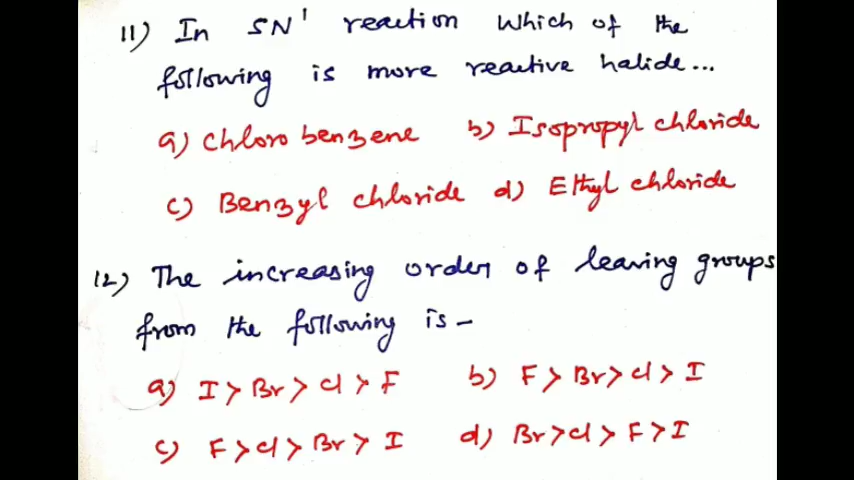 11) In SN¹ reaction which of the
following is more reactive halide...
a) Chloro benzene b) Isopropyl chloride
c) Benzyl chloride d) Ethyl chloride
12) The increasing order of leaving groups
from the following is -
a) I > Br > Cl > F b) F > Br > Cl > I
c) F > Cl > Br > I d) Br > Cl > F > I